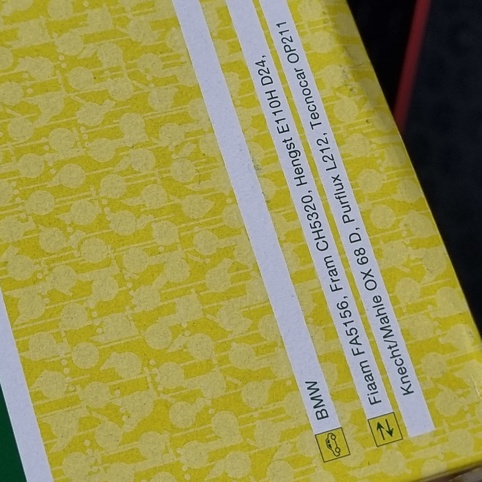 BMW
Fiaam FA5156, Fram CH5320, Hengst E110H D24,
Knecht/Mahle OX 68 D, Purflux L212, Tecnocar OP211